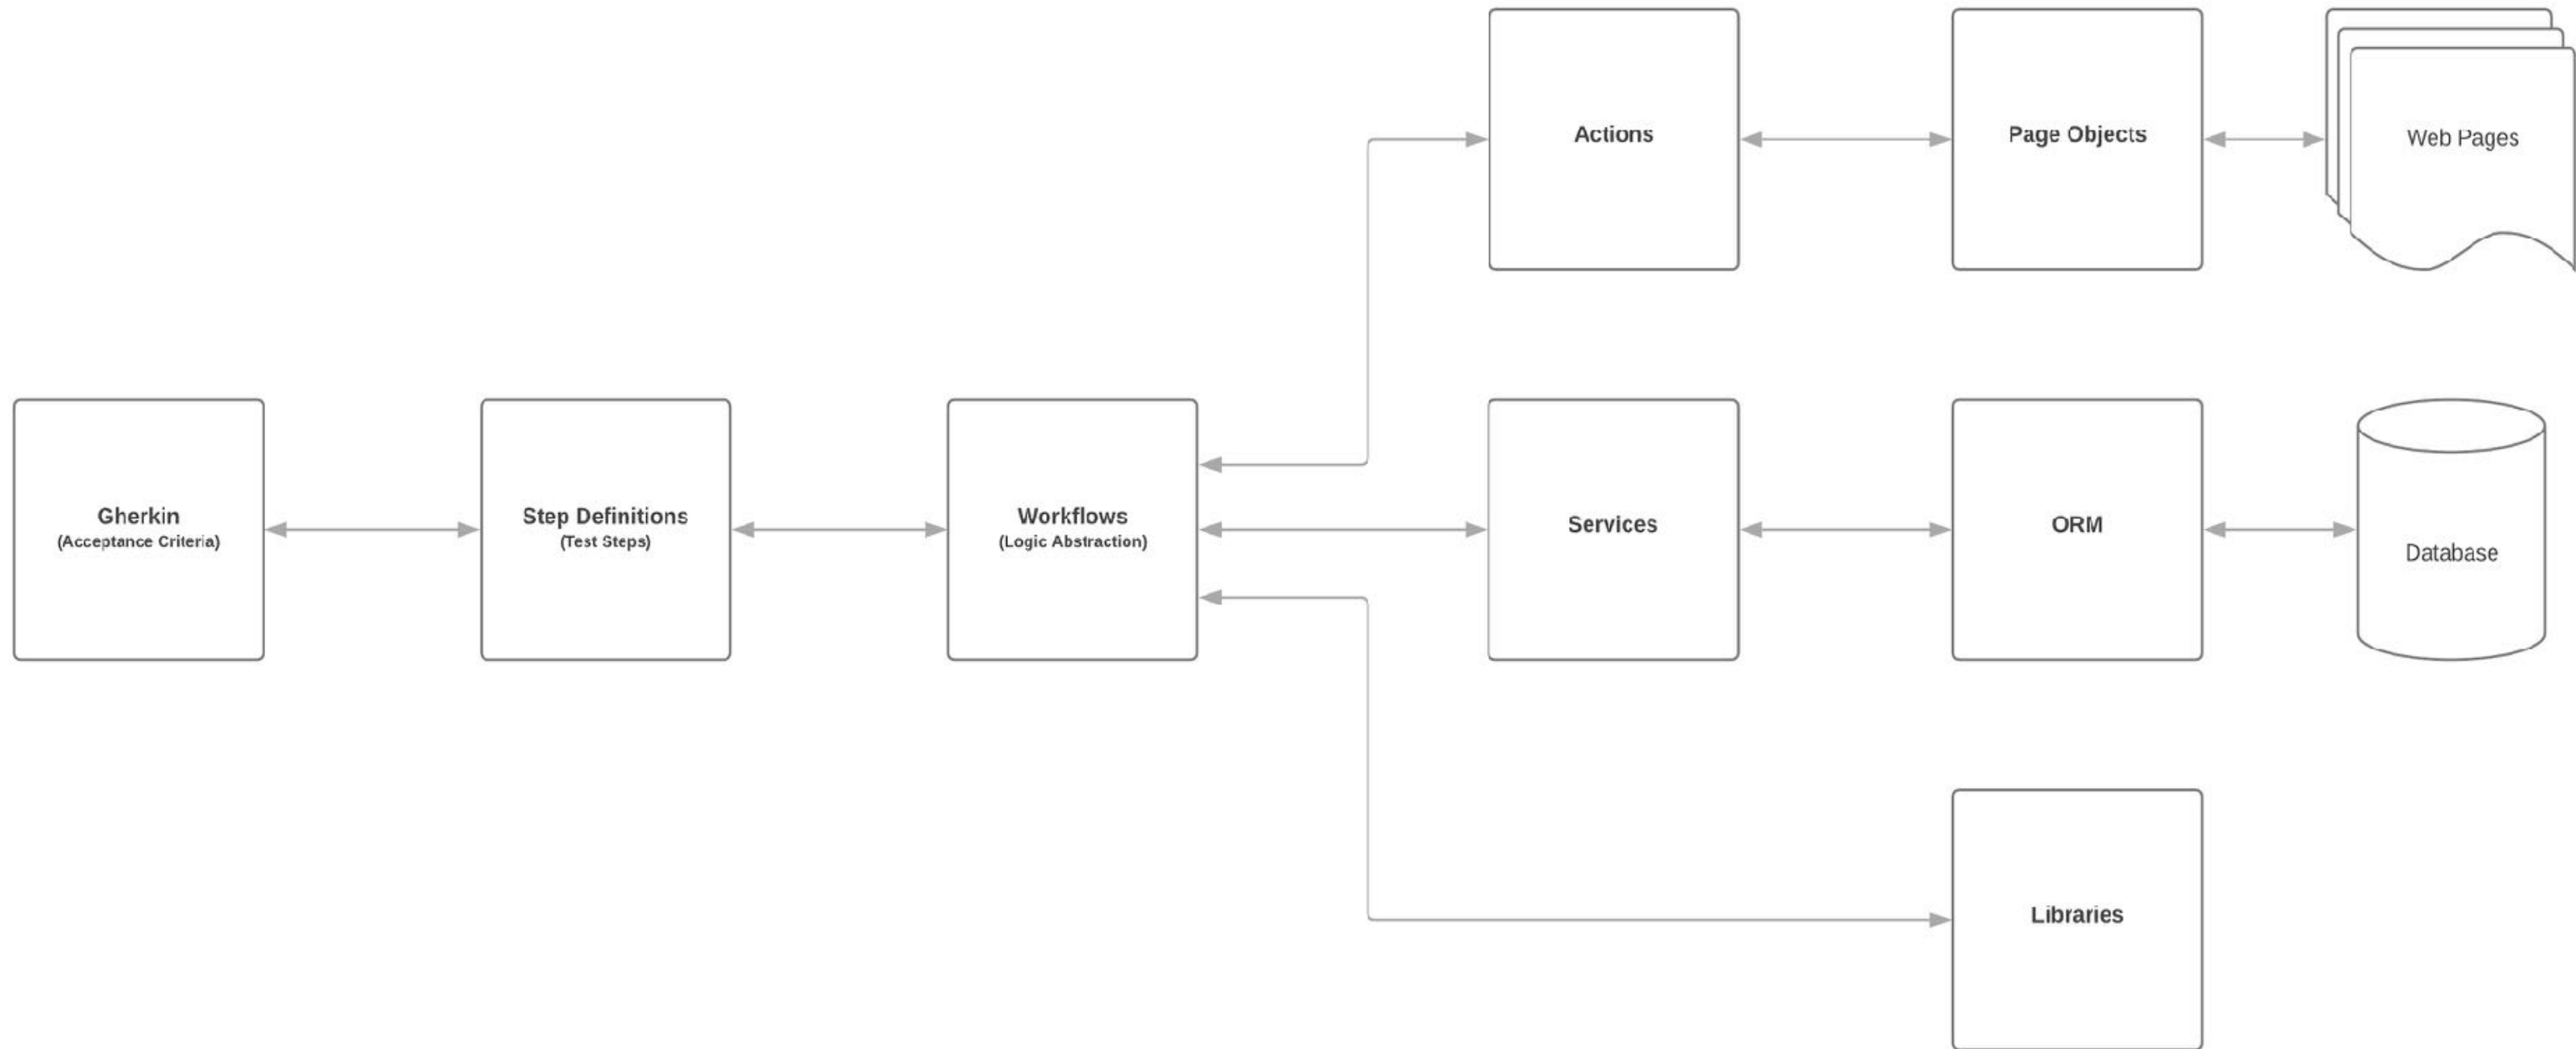 Actions
Page Objects
Web Pages
Gherkin
(Acceptance Criteria)
Step Definitions
(Test Steps)
Workflows
(Logic Abstraction)
Services
ORM
Database
Libraries